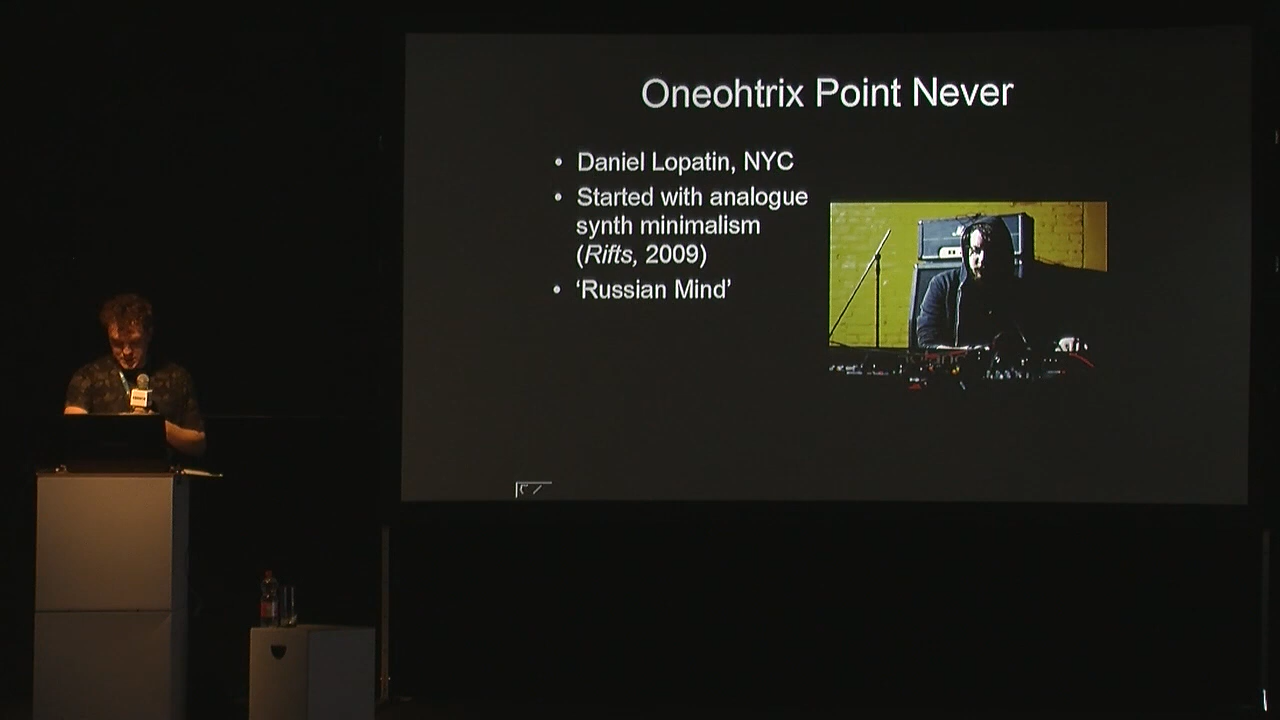 Oneohtrix Point Never
• Daniel Lopatin, NYC
• Started with analogue
synth minimalism
(Rifts, 2009)
• ‘Russian Mind’